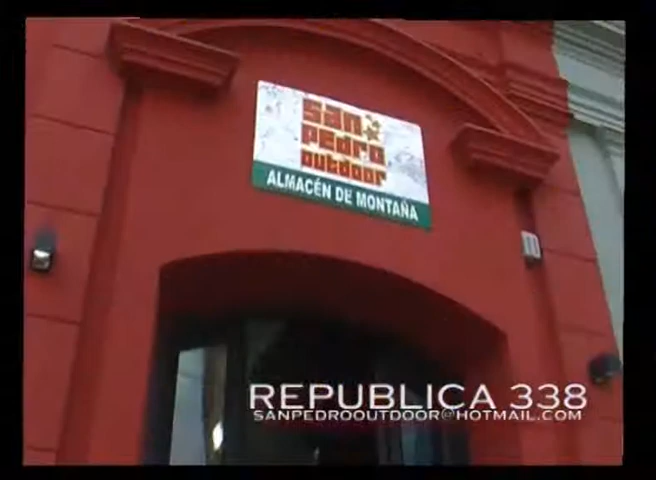 San
Pedro
outdoor
ALMACÉN DE MONTAÑA
REPUBLICA 338
SANPEDROOUTDOOR@HOTMAIL.COM